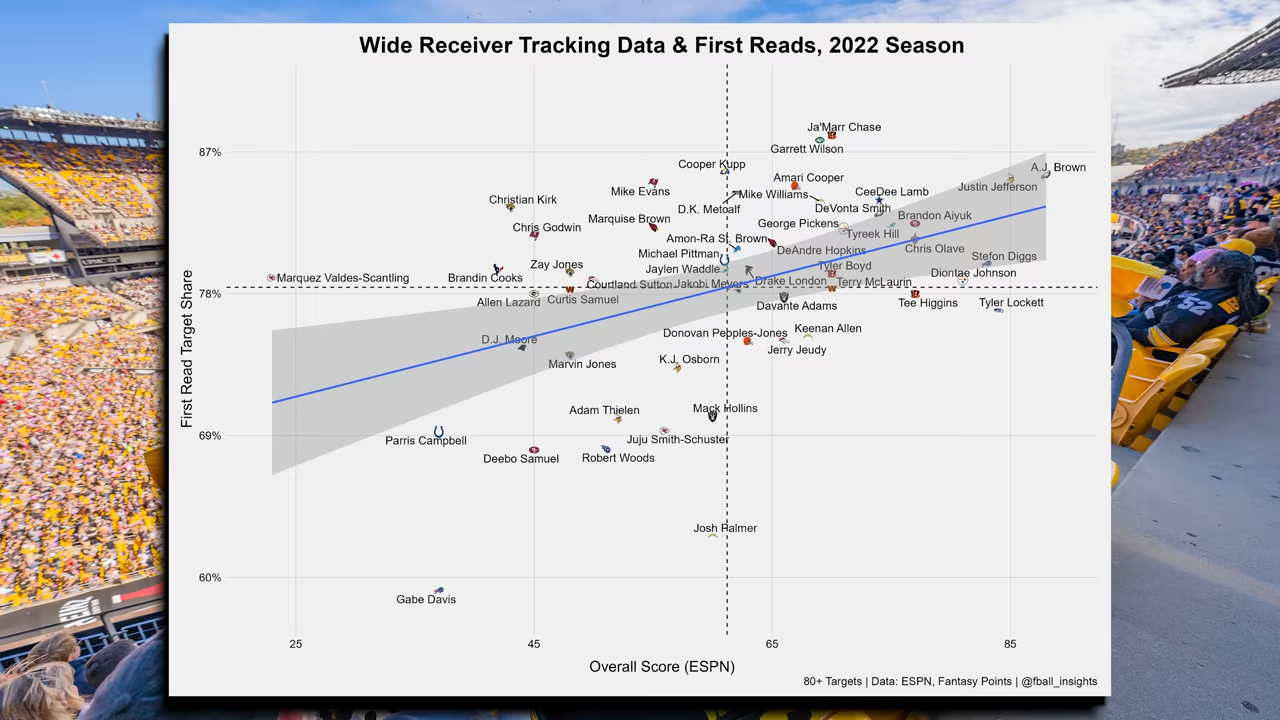 Wide Receiver Tracking Data & First Reads, 2022 Season
Ja'Marr Chase
Garrett Wilson
87%
Cooper Kupp
A.J. Brown
Amari Cooper
Justin Jefferson
Mike Evans
Mike Williams
CeeDee Lamb
Christian Kirk
D.K. Metcalf
DeVonta Smith
Marquise Brown
Brandon Aiyuk
Chris Godwin
George Pickens
Tyreek Hill
Amon-Ra St. Brown
Chris Olave
DeAndre Hopkins
Michael Pittman
Stefon Diggs
Zay Jones
Jaylen Waddle
Tyler Boyd
Diontae Johnson
Marquez Valdes-Scantling
Brandin Cooks
Courtland Sutton
Jakobi Meyers
Drake London
Terry McLaurin
78%
Allen Lazard
Curtis Samuel
Davante Adams
Tee Higgins
Tyler Lockett
Donovan Peoples-Jones
Keenan Allen
D.J. Moore
Jerry Jeudy
Marvin Jones
K.J. Osborn
First Read Target Share
Adam Thielen
Mack Hollins
69%
Parris Campbell
Juju Smith-Schuster
Deebo Samuel
Robert Woods
Josh Palmer
60%
Gabe Davis
25
45
65
85
Overall Score (ESPN)
80+ Targets | Data: ESPN, Fantasy Points | @fball_insights